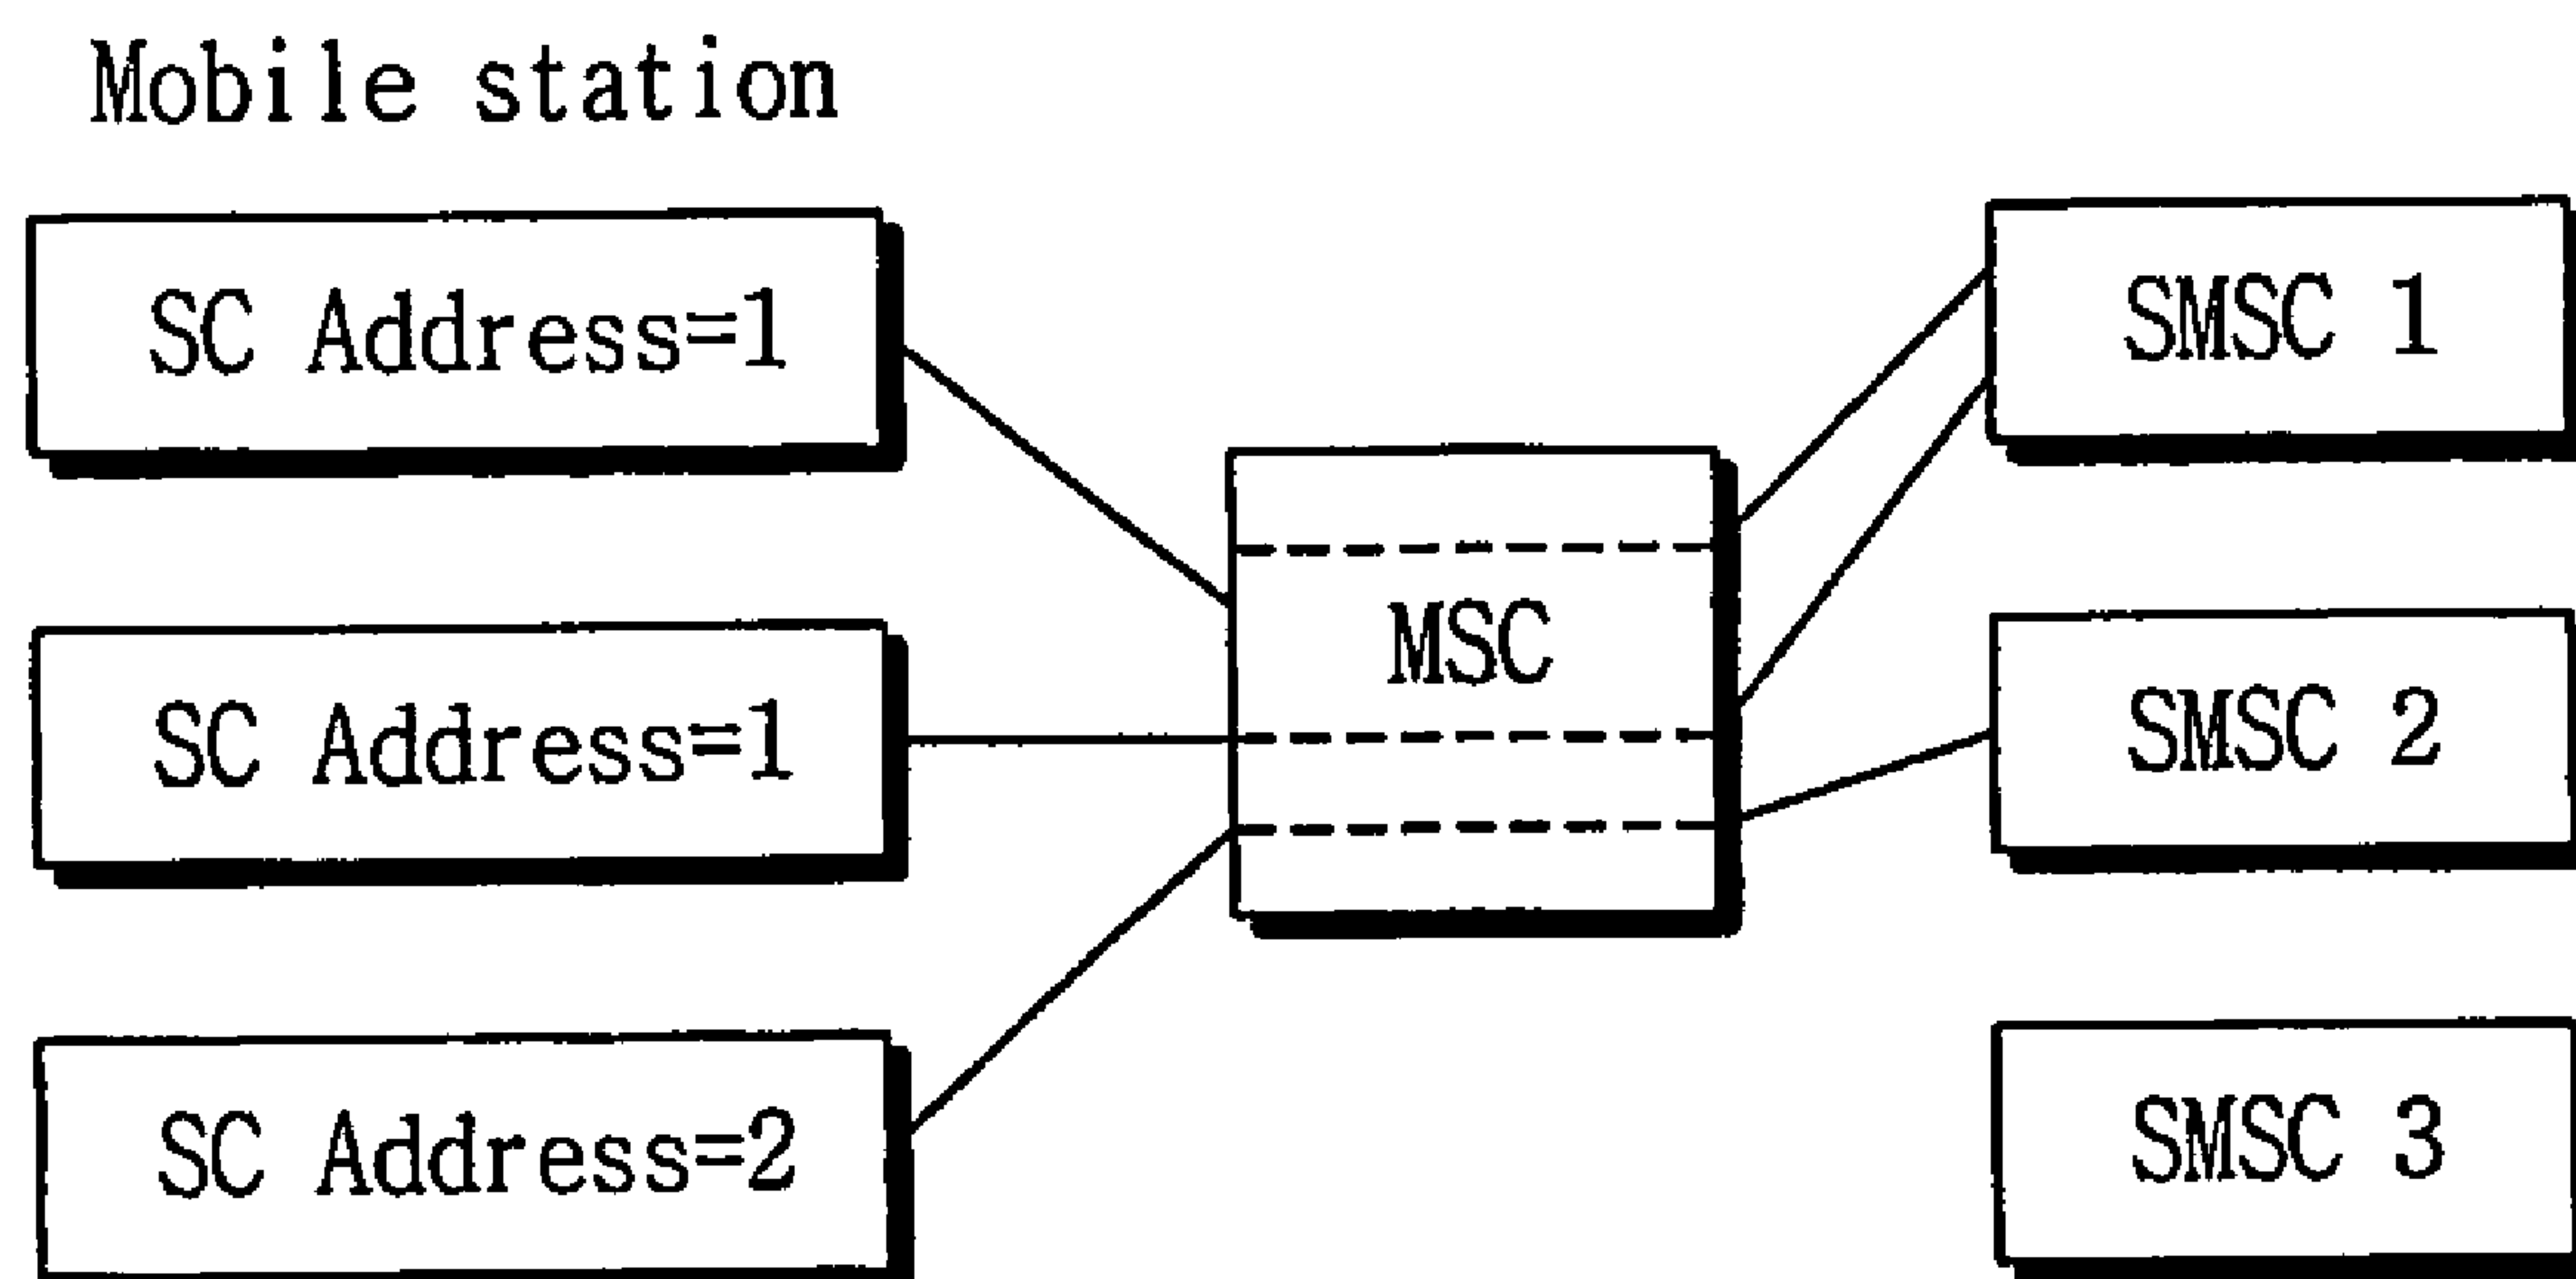 Mobile station
SC Address=1
SMSC 1
MSC
SC Address=1
SMSC 2
SC Address=2
SMSC 3